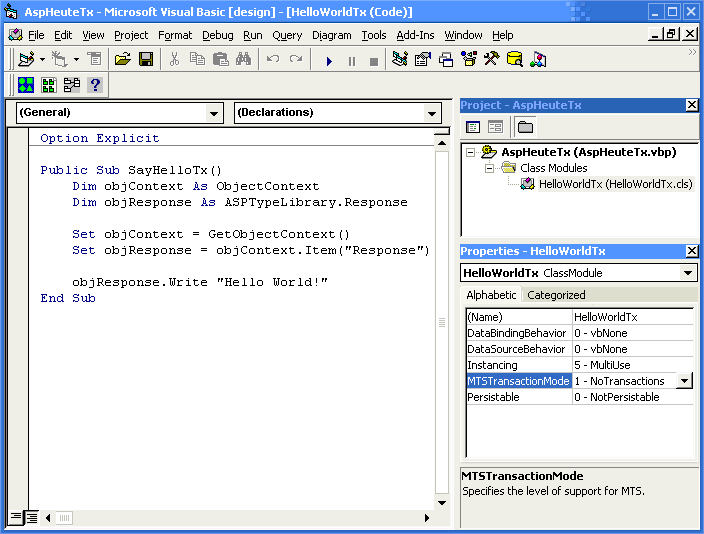 AspHeuteTx - Microsoft Visual Basic [design] - [HelloWorldTx (Code)]
File Edit View Project Format Debug Run Query Diagram Tools Add-Ins Window Help
(General) (Declarations)
Option Explicit
Public Sub SayHelloTx()
Dim objContext As ObjectContext
Dim objResponse As ASPTypeLibrary.Response
Set objContext = GetObjectContext()
Set objResponse = objContext.Item("Response")
objResponse.Write "Hello World!"
End Sub
Project - AspHeuteTx
AspHeuteTx (AspHeuteTx.vbp)
Class Modules
HelloWorldTx (HelloWorldTx.cls)
Properties - HelloWorldTx
HelloWorldTx ClassModule
Alphabetic Categorized
(Name) HelloWorldTx
DataBindingBehavior 0 - vbNone
DataSourceBehavior 0 - vbNone
Instancing 5 - MultiUse
MTSTransactionMode 1 - NoTransactions
Persistable 0 - NotPersistable
MTSTransactionMode
Specifies the level of support for MTS.